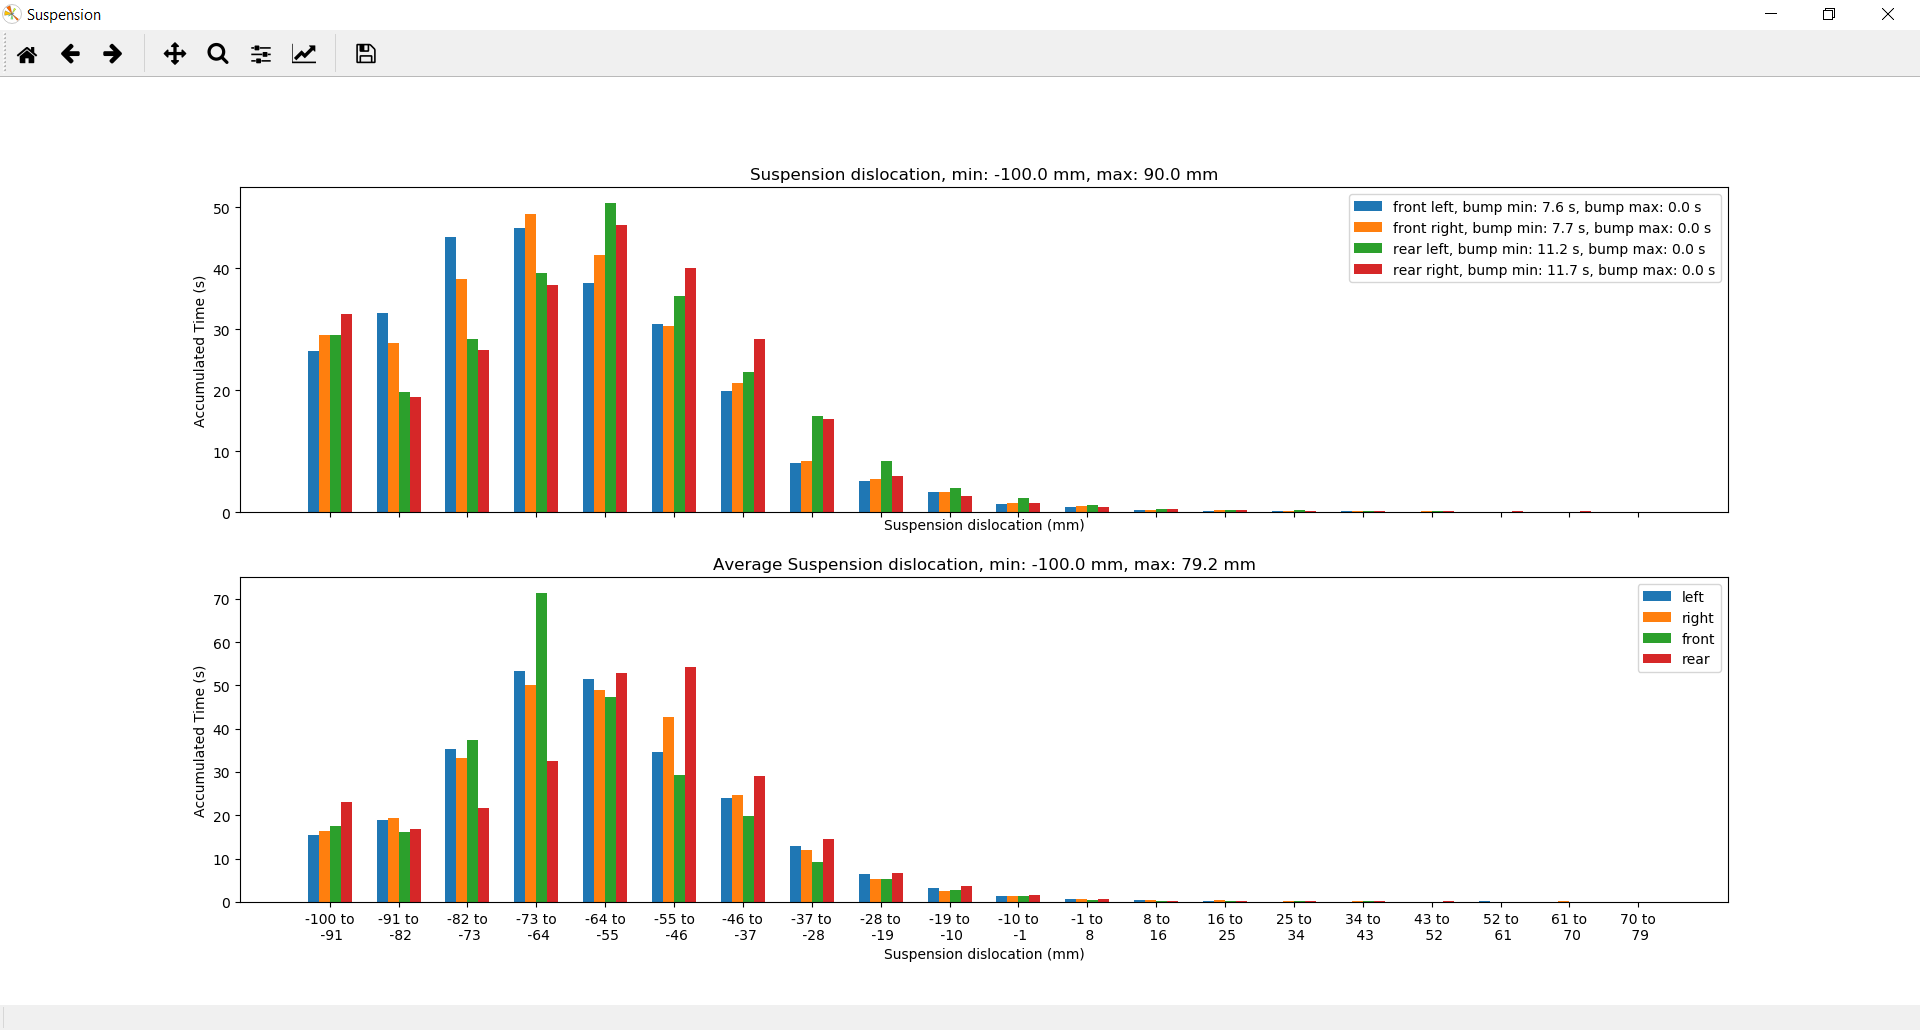 Suspension
Suspension dislocation, min: -100.0 mm, max: 90.0 mm
50
40
30
20
10
0
Accumulated Time (s)
front left, bump min: 7.6 s, bump max: 0.0 s
front right, bump min: 7.7 s, bump max: 0.0 s
rear left, bump min: 11.2 s, bump max: 0.0 s
rear right, bump min: 11.7 s, bump max: 0.0 s
Suspension dislocation (mm)
Average Suspension dislocation, min: -100.0 mm, max: 79.2 mm
70
60
50
40
30
20
10
0
Accumulated Time (s)
left
right
front
rear
-100 to -91 to -82 to -73 to -64 to -55 to -46 to -37 to -28 to -19 to -10 to -1 to 8 to 16 to 25 to 34 to 43 to 52 to 61 to 70 to
-91 -82 -73 -64 -55 -46 -37 -28 -19 -10 -1 8 16 25 34 43 52 61 70 79
Suspension dislocation (mm)